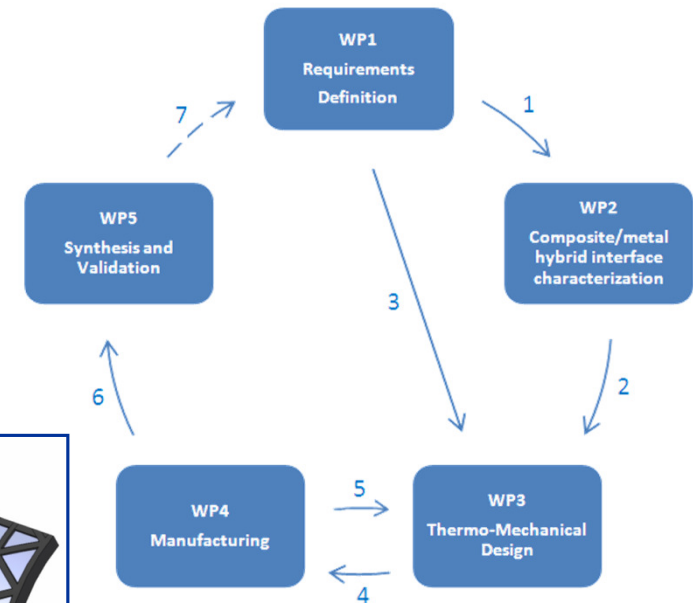 WP1
Requirements
Definition
7
1
WP5
Synthesis and
Validation
WP2
Composite/metal
hybrid interface
characterization
3
6
2
WP4
Manufacturing
5
WP3
Thermo-Mechanical
Design
4